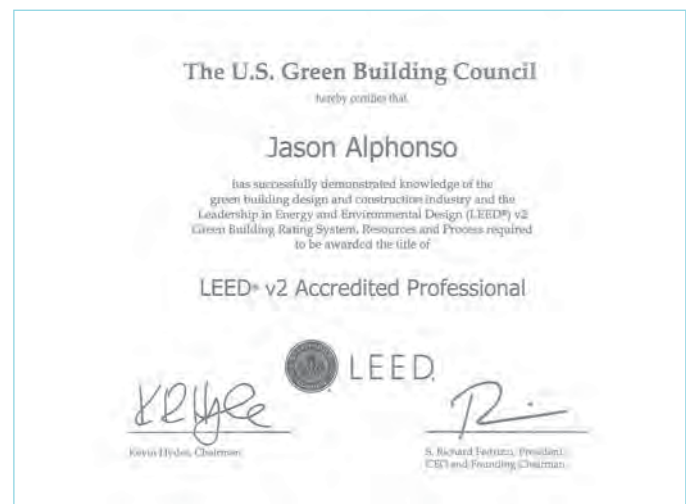 The U.S. Green Building Council
hereby certifies that
Jason Alphonso
has successfully demonstrated knowledge of the
green building design and construction industry and the
Leadership in Energy and Environmental Design (LEED®) v2
Green Building Rating System, Resources and Process required
to be awarded the title of
LEED® v2 Accredited Professional
LEED
Kevin Hydes, Chairman
S. Richard Fedrizzi, President
CEO and Founding Chairman